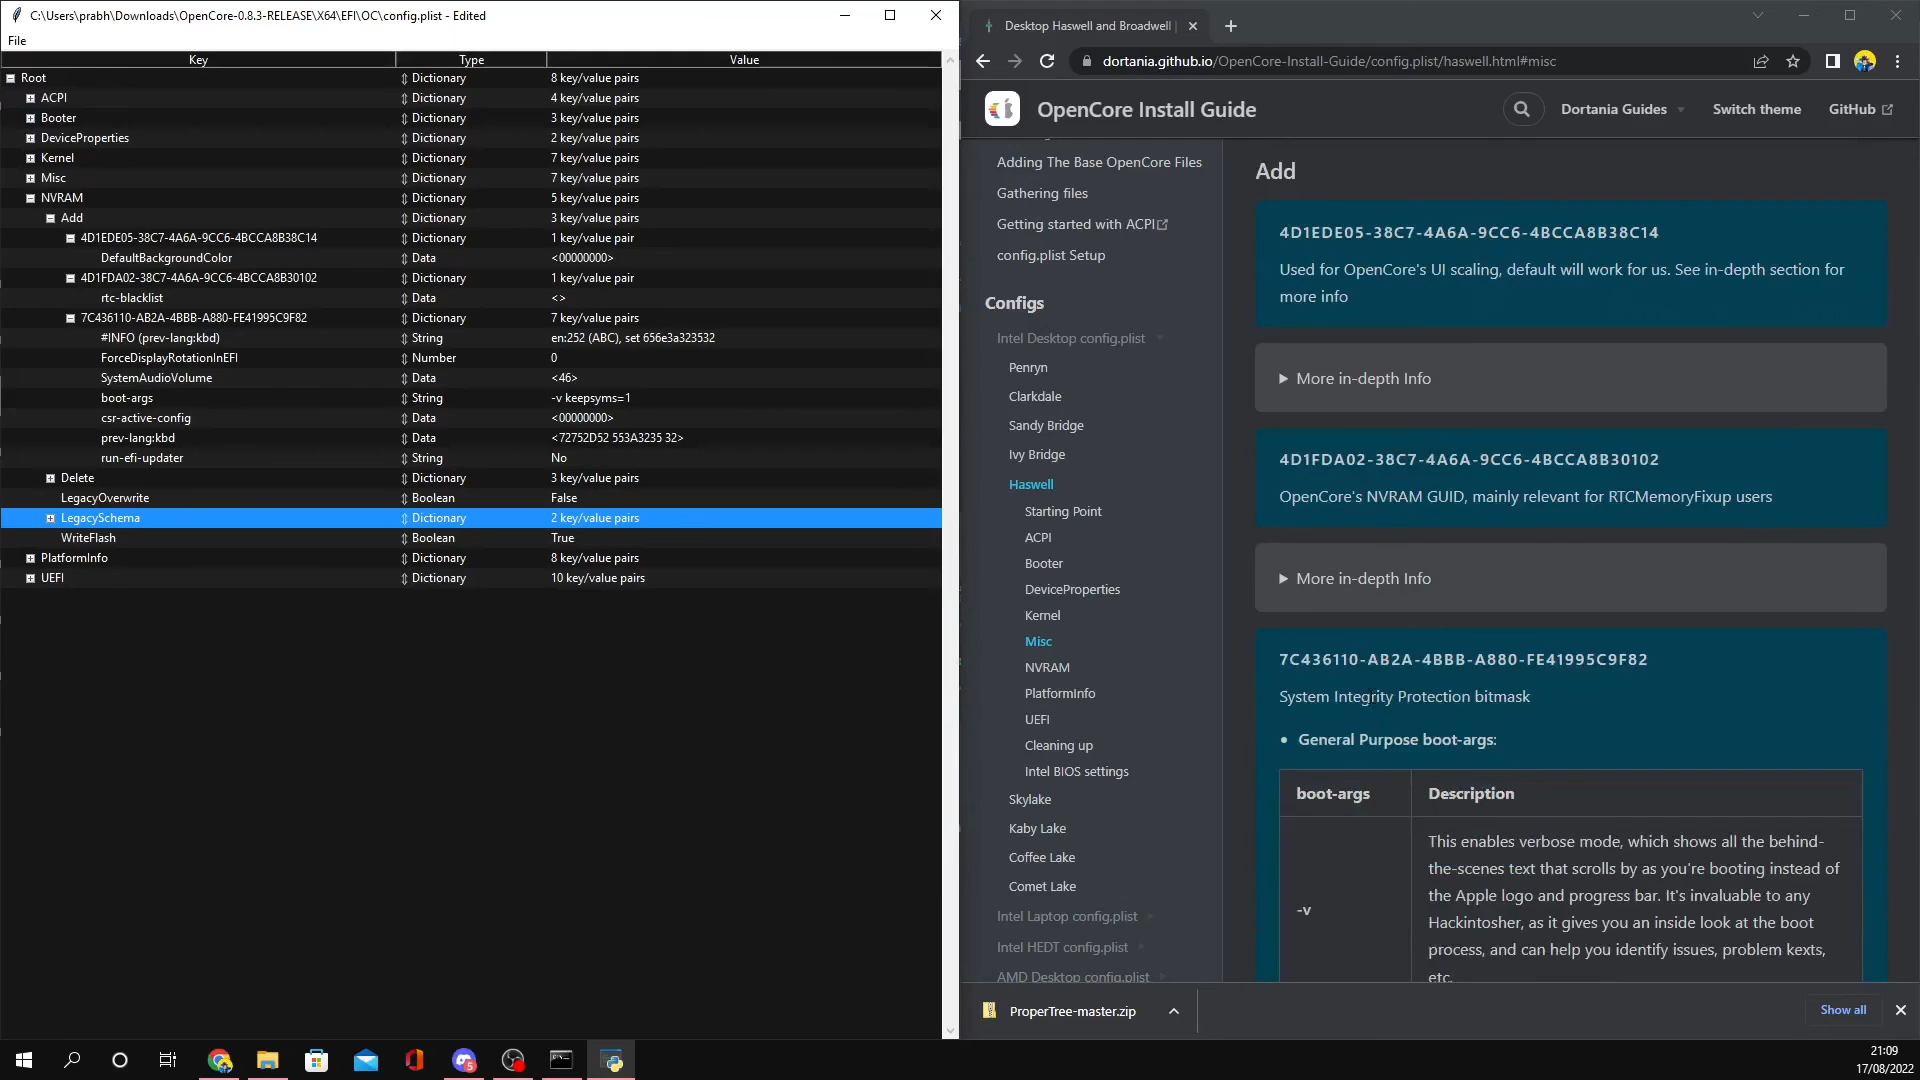 C:\Users\prabh\Downloads\OpenCore-0.8.3-RELEASE\X64\EFI\OC\config.plist - Edited
File
Key Type Value
Root Dictionary 8 key/value pairs
ACPI Dictionary 4 key/value pairs
Booter Dictionary 3 key/value pairs
DeviceProperties Dictionary 2 key/value pairs
Kernel Dictionary 7 key/value pairs
Misc Dictionary 7 key/value pairs
NVRAM Dictionary 5 key/value pairs
Add Dictionary 3 key/value pairs
4D1EDE05-38C7-4A6A-9CC6-4BCCA8B38C14 Dictionary 1 key/value pair
DefaultBackgroundColor Data <00000000>
4D1FDA02-38C7-4A6A-9CC6-4BCCA8B30102 Dictionary 1 key/value pair
rtc-blacklist Data <>
7C436110-AB2A-4BBB-A880-FE41995C9F82 Dictionary 7 key/value pairs
#INFO (prev-lang:kbd) String en:252 (ABC), set 656e3a323532
ForceDisplayRotationInEFI Number 0
SystemAudioVolume Data <46>
boot-args String -v keepsyms=1
csr-active-config Data <00000000>
prev-lang:kbd Data <72752D52 553A3235 32>
run-efi-updater String No
Delete Dictionary 3 key/value pairs
LegacyOverwrite Boolean False
LegacySchema Dictionary 2 key/value pairs
WriteFlash Boolean True
PlatformInfo Dictionary 8 key/value pairs
UEFI Dictionary 10 key/value pairs
Desktop Haswell and Broadwell
dortania.github.io/OpenCore-Install-Guide/config.plist/haswell.html#misc
OpenCore Install Guide
Dortania Guides
Switch theme
GitHub
Adding The Base OpenCore Files
Gathering files
Getting started with ACPI
config.plist Setup
Configs
Intel Desktop config.plist
Penryn
Clarkdale
Sandy Bridge
Ivy Bridge
Haswell
Starting Point
ACPI
Booter
DeviceProperties
Kernel
Misc
NVRAM
PlatformInfo
UEFI
Cleaning up
Intel BIOS settings
Skylake
Kaby Lake
Coffee Lake
Comet Lake
Intel Laptop config.plist
Intel HEDT config.plist
AMD Desktop config.plist
Add
4D1EDE05-38C7-4A6A-9CC6-4BCCA8B38C14
Used for OpenCore's UI scaling, default will work for us. See in-depth section for
more info
More in-depth Info
4D1FDA02-38C7-4A6A-9CC6-4BCCA8B30102
OpenCore's NVRAM GUID, mainly relevant for RTCMemoryFixup users
More in-depth Info
7C436110-AB2A-4BBB-A880-FE41995C9F82
System Integrity Protection bitmask
• General Purpose boot-args:
boot-args Description
-v
This enables verbose mode, which shows all the behind-
the-scenes text that scrolls by as you're booting instead of
the Apple logo and progress bar. It's invaluable to any
Hackintosher, as it gives you an inside look at the boot
process, and can help you identify issues, problem kexts,
etc.
ProperTree-master.zip
Show all
5
21:09
17/08/2022